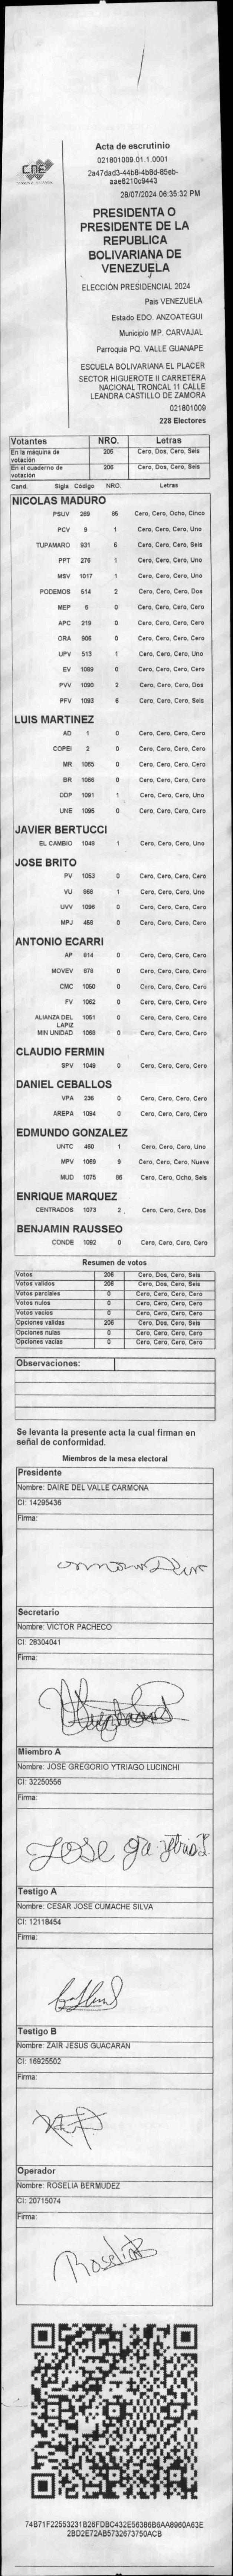 CNE
Acta de escrutinio
021801009.01.1.0001
2a47dad3-44b8-4b8d-85eb-
aae8210c9443
28/07/2024 06:35:32 PM
PRESIDENTA O
PRESIDENTE DE LA
REPUBLICA
BOLIVARIANA DE
VENEZUELA
ELECCIÓN PRESIDENCIAL 2024
País VENEZUELA
Estado EDO. ANZOATEGUI
Municipio MP. CARVAJAL
Parroquia PQ. VALLE GUANAPE
ESCUELA BOLIVARIANA EL PLACER
SECTOR HIGUEROTE II CARRETERA
NACIONAL TRONCAL 11 CALLE
LEANDRA CASTILLO DE ZAMORA
021801009
228 Electores
Votantes NRO. Letras
En la máquina de votación 206 Cero, Dos, Cero, Seis
En el cuaderno de votación 206 Cero, Dos, Cero, Seis
Cand. Sigla Código NRO. Letras
NICOLAS MADURO
PSUV 269 85 Cero, Cero, Ocho, Cinco
PCV 9 1 Cero, Cero, Cero, Uno
TUPAMARO 931 6 Cero, Cero, Cero, Seis
PPT 276 1 Cero, Cero, Cero, Uno
MSV 1017 1 Cero, Cero, Cero, Uno
PODEMOS 514 2 Cero, Cero, Cero, Dos
MEP 6 0 Cero, Cero, Cero, Cero
APC 219 0 Cero, Cero, Cero, Cero
ORA 906 0 Cero, Cero, Cero, Cero
UPV 513 1 Cero, Cero, Cero, Uno
EV 1089 0 Cero, Cero, Cero, Cero
PVV 1090 2 Cero, Cero, Cero, Dos
PFV 1093 6 Cero, Cero, Cero, Seis
LUIS MARTINEZ
AD 1 0 Cero, Cero, Cero, Cero
COPEI 2 0 Cero, Cero, Cero, Cero
MR 1065 0 Cero, Cero, Cero, Cero
BR 1066 0 Cero, Cero, Cero, Cero
DDP 1091 1 Cero, Cero, Cero, Uno
UNE 1095 0 Cero, Cero, Cero, Cero
JAVIER BERTUCCI
EL CAMBIO 1048 1 Cero, Cero, Cero, Uno
JOSE BRITO
PV 1053 0 Cero, Cero, Cero, Cero
VU 968 1 Cero, Cero, Cero, Uno
UVV 1096 0 Cero, Cero, Cero, Cero
MPJ 458 0 Cero, Cero, Cero, Cero
ANTONIO ECARRI
AP 814 0 Cero, Cero, Cero, Cero
MOVEV 679 0 Cero, Cero, Cero, Cero
CMC 1050 0 Cero, Cero, Cero, Cero
FV 1062 0 Cero, Cero, Cero, Cero
ALIANZA DEL LAPIZ 1051 0 Cero, Cero, Cero, Cero
MIN UNIDAD 1068 0 Cero, Cero, Cero, Cero
CLAUDIO FERMIN
SPV 1049 0 Cero, Cero, Cero, Cero
DANIEL CEBALLOS
VPA 236 0 Cero, Cero, Cero, Cero
AREPA 1094 0 Cero, Cero, Cero, Cero
EDMUNDO GONZALEZ
UNTC 460 1 Cero, Cero, Cero, Uno
MPV 1069 9 Cero, Cero, Cero, Nueve
MUD 1075 86 Cero, Cero, Ocho, Seis
ENRIQUE MARQUEZ
CENTRADOS 1073 2 Cero, Cero, Cero, Dos
BENJAMIN RAUSSEO
CONDE 1092 0 Cero, Cero, Cero, Cero
Resumen de votos
Votos 206 Cero, Dos, Cero, Seis
Votos validos 206 Cero, Dos, Cero, Seis
Votos parciales 0 Cero, Cero, Cero, Cero
Votos nulos 0 Cero, Cero, Cero, Cero
Votos vacios 0 Cero, Cero, Cero, Cero
Opciones validas 206 Cero, Dos, Cero, Seis
Opciones nulas 0 Cero, Cero, Cero, Cero
Opciones vacias 0 Cero, Cero, Cero, Cero
Observaciones:
Se levanta la presente acta la cual firman en
señal de conformidad.
Miembros de la mesa electoral
Presidente
Nombre: DAIRE DEL VALLE CARMONA
CI: 14295436
Firma:
Secretario
Nombre: VICTOR PACHECO
CI: 28304041
Firma:
Miembro A
Nombre: JOSE GREGORIO YTRIAGO LUCINCHI
CI: 32250556
Firma:
Jose
Testigo A
Nombre: CESAR JOSE CUMACHE SILVA
CI: 12118454
Firma:
Testigo B
Nombre: ZAIR JESUS GUACARAN
CI: 16925502
Firma:
Operador
Nombre: ROSELIA BERMUDEZ
CI: 20715074
Firma:
Roselia B
74B71F22553231B26FDBC432E56386B6AA8960A63E
2BD2E72AB5732673750ACB